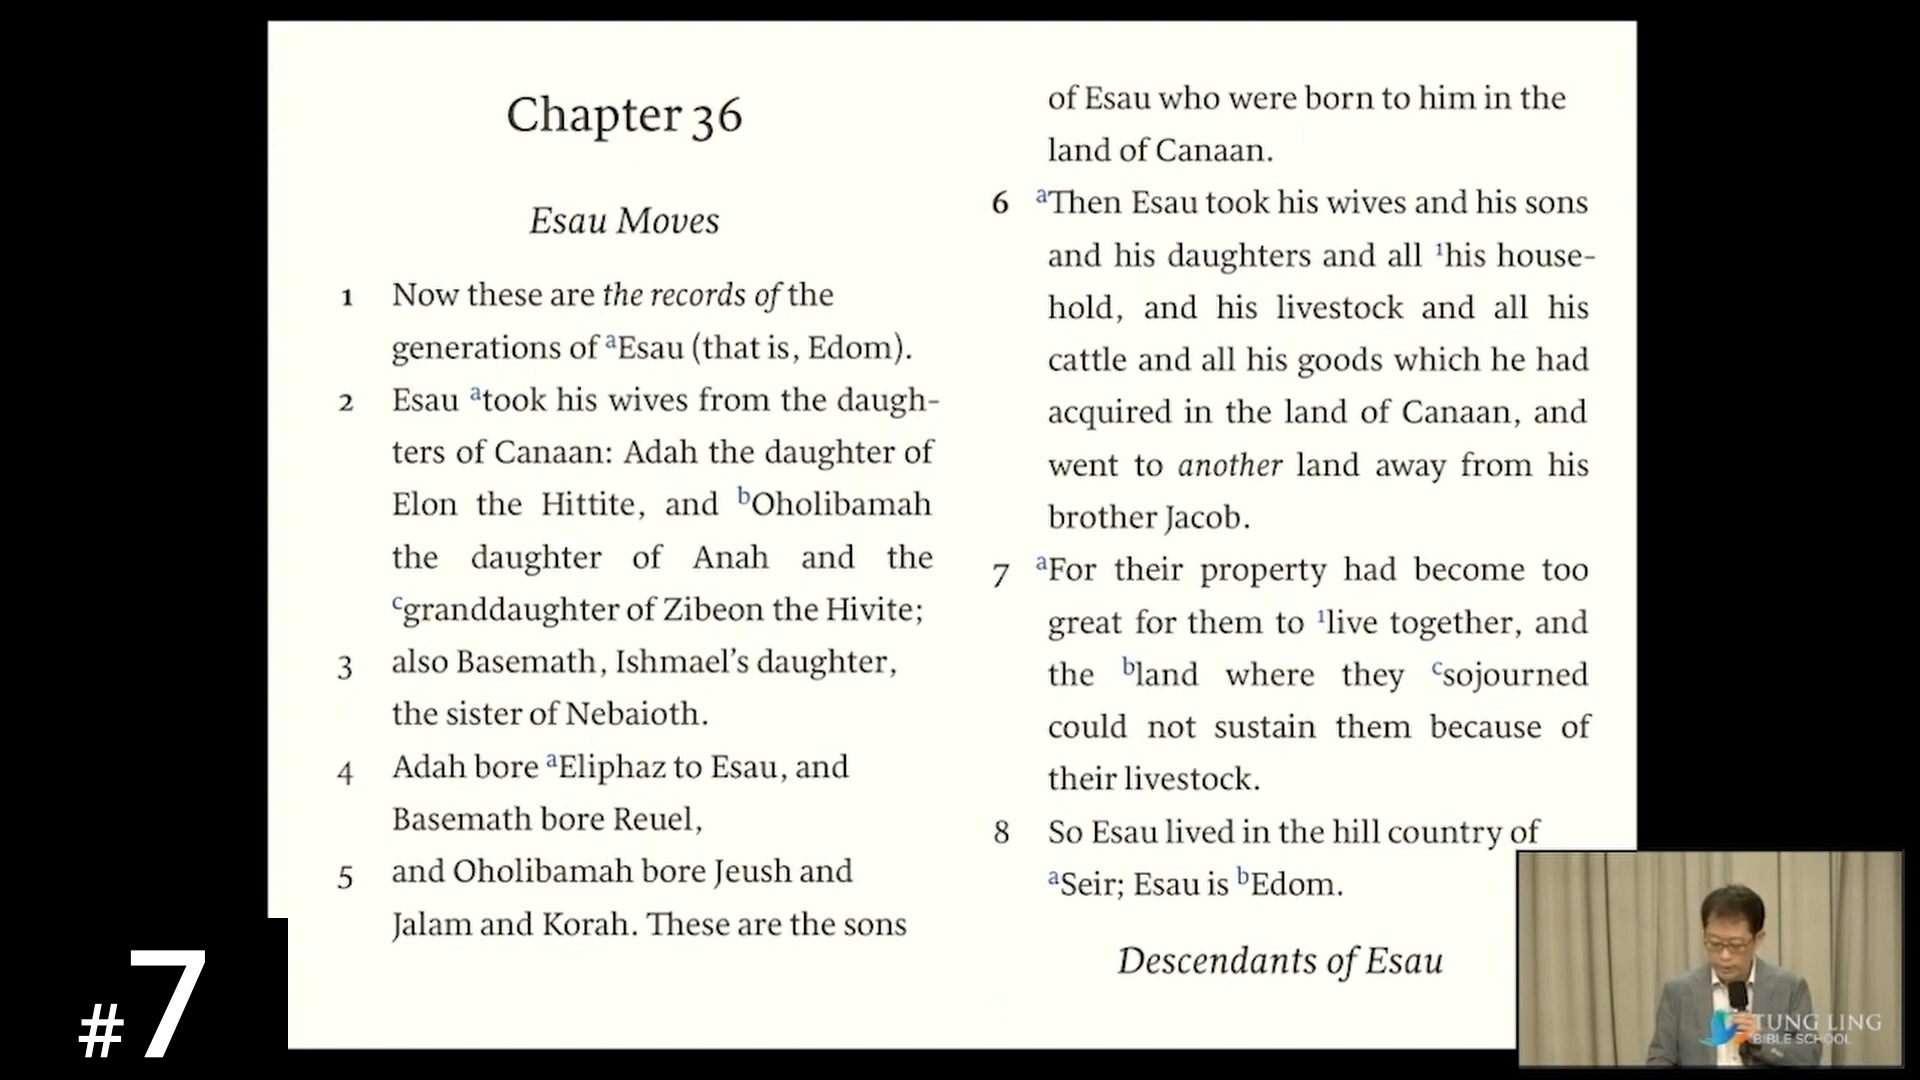 Chapter 36
Esau Moves
1 Now these are the records of the
generations of aEsau (that is, Edom).
2 Esau atook his wives from the daugh-
ters of Canaan: Adah the daughter of
Elon the Hittite, and bOholibamah
the daughter of Anah and the
cgranddaughter of Zibeon the Hivite;
3 also Basemath, Ishmael’s daughter,
the sister of Nebaioth.
4 Adah bore aEliphaz to Esau, and
Basemath bore Reuel,
5 and Oholibamah bore Jeush and
Jalam and Korah. These are the sons
of Esau who were born to him in the
land of Canaan.
6 aThen Esau took his wives and his sons
and his daughters and all 1his house-
hold, and his livestock and all his
cattle and all his goods which he had
acquired in the land of Canaan, and
went to another land away from his
brother Jacob.
7 aFor their property had become too
great for them to 1live together, and
the bland where they csojourned
could not sustain them because of
their livestock.
8 So Esau lived in the hill country of
aSeir; Esau is bEdom.
Descendants of Esau
#7
TUNG LING
BIBLE SCHOOL